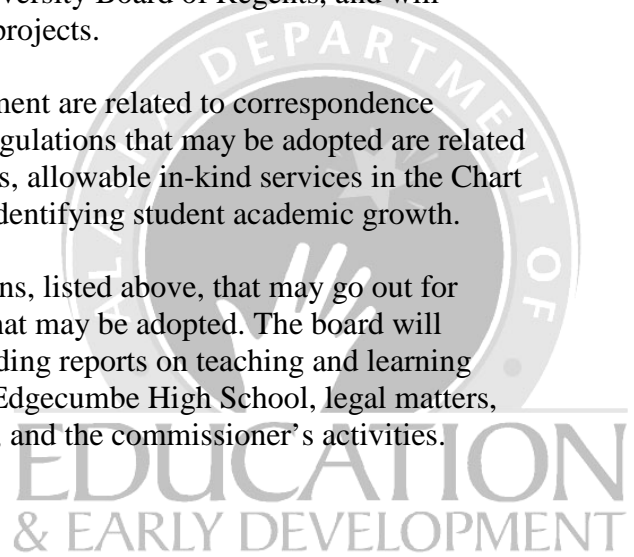 versity Board of Regents, and will
projects.
ment are related to correspondence
egulations that may be adopted are related
s, allowable in-kind services in the Chart
dentifying student academic growth.
ns, listed above, that may go out for
hat may be adopted. The board will
ding reports on teaching and learning
Edgecumbe High School, legal matters,
, and the commissioner’s activities.
DEPARTMENT OF
EDUCATION
& EARLY DEVELOPMENT